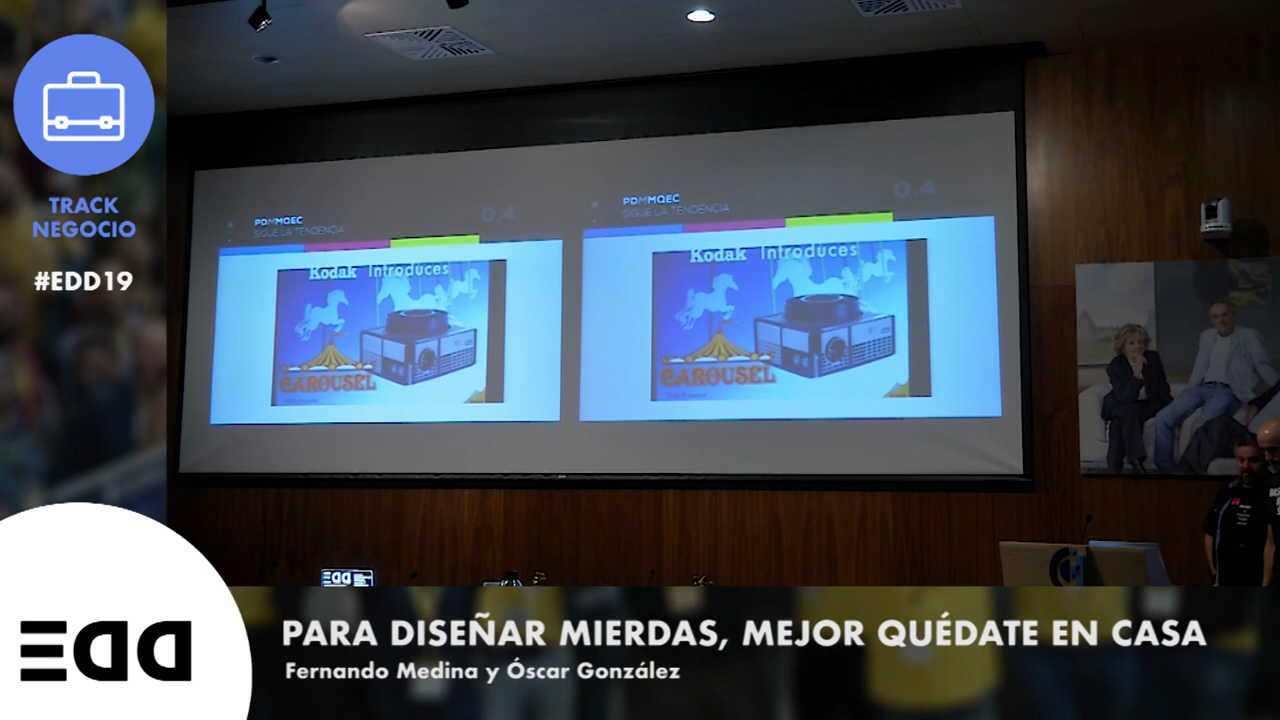 TRACK
NEGOCIO
#EDD19
PDMMQEC
SIGUE LA TENDENCIA
0.4
Kodak Introduces
CAROUSEL
PDMMQEC
SIGUE LA TENDENCIA
0.4
Kodak Introduces
CAROUSEL
EDD
EDD
PARA DISEÑAR MIERDAS, MEJOR QUÉDATE EN CASA
Fernando Medina y Óscar González